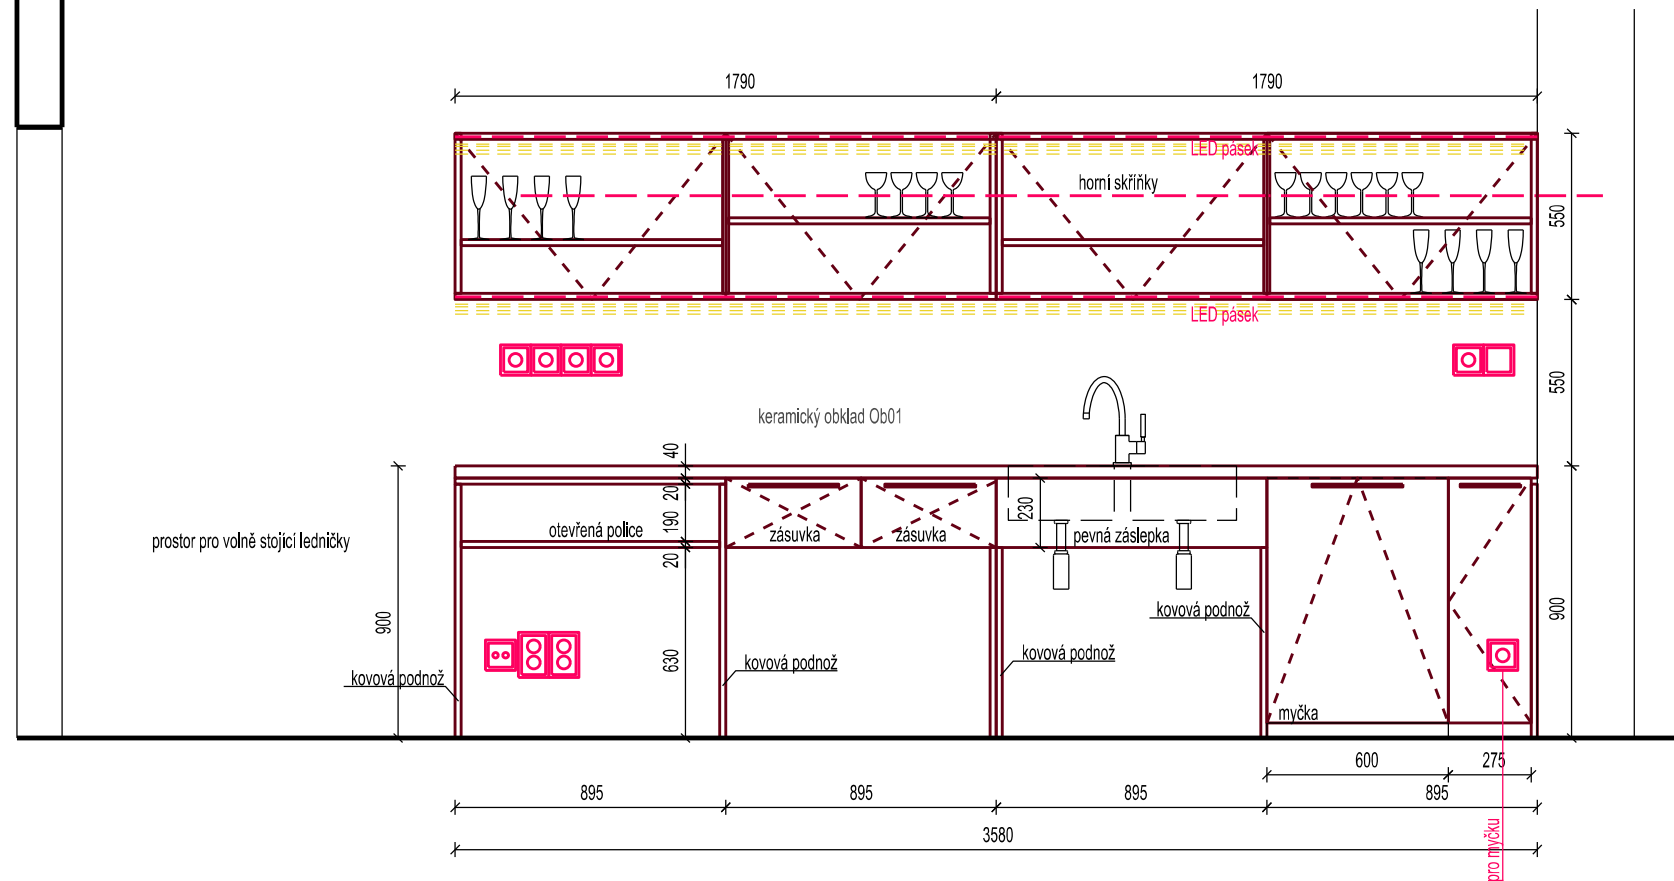 1790
1790
LED pásek
horní skříňky
550
LED pásek
550
keramický obklad Ob01
40
20
190
20
630
230
otevřená police
zásuvka
zásuvka
pevná záslepka
prostor pro volně stojící ledničky
900
900
kovová podnož
kovová podnož
kovová podnož
kovová podnož
myčka
600
275
895
895
895
895
3580
pro myčku